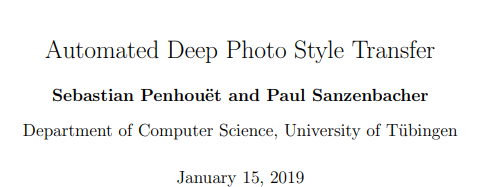 Automated Deep Photo Style Transfer
Sebastian Penhouët and Paul Sanzenbacher
Department of Computer Science, University of Tübingen
January 15, 2019